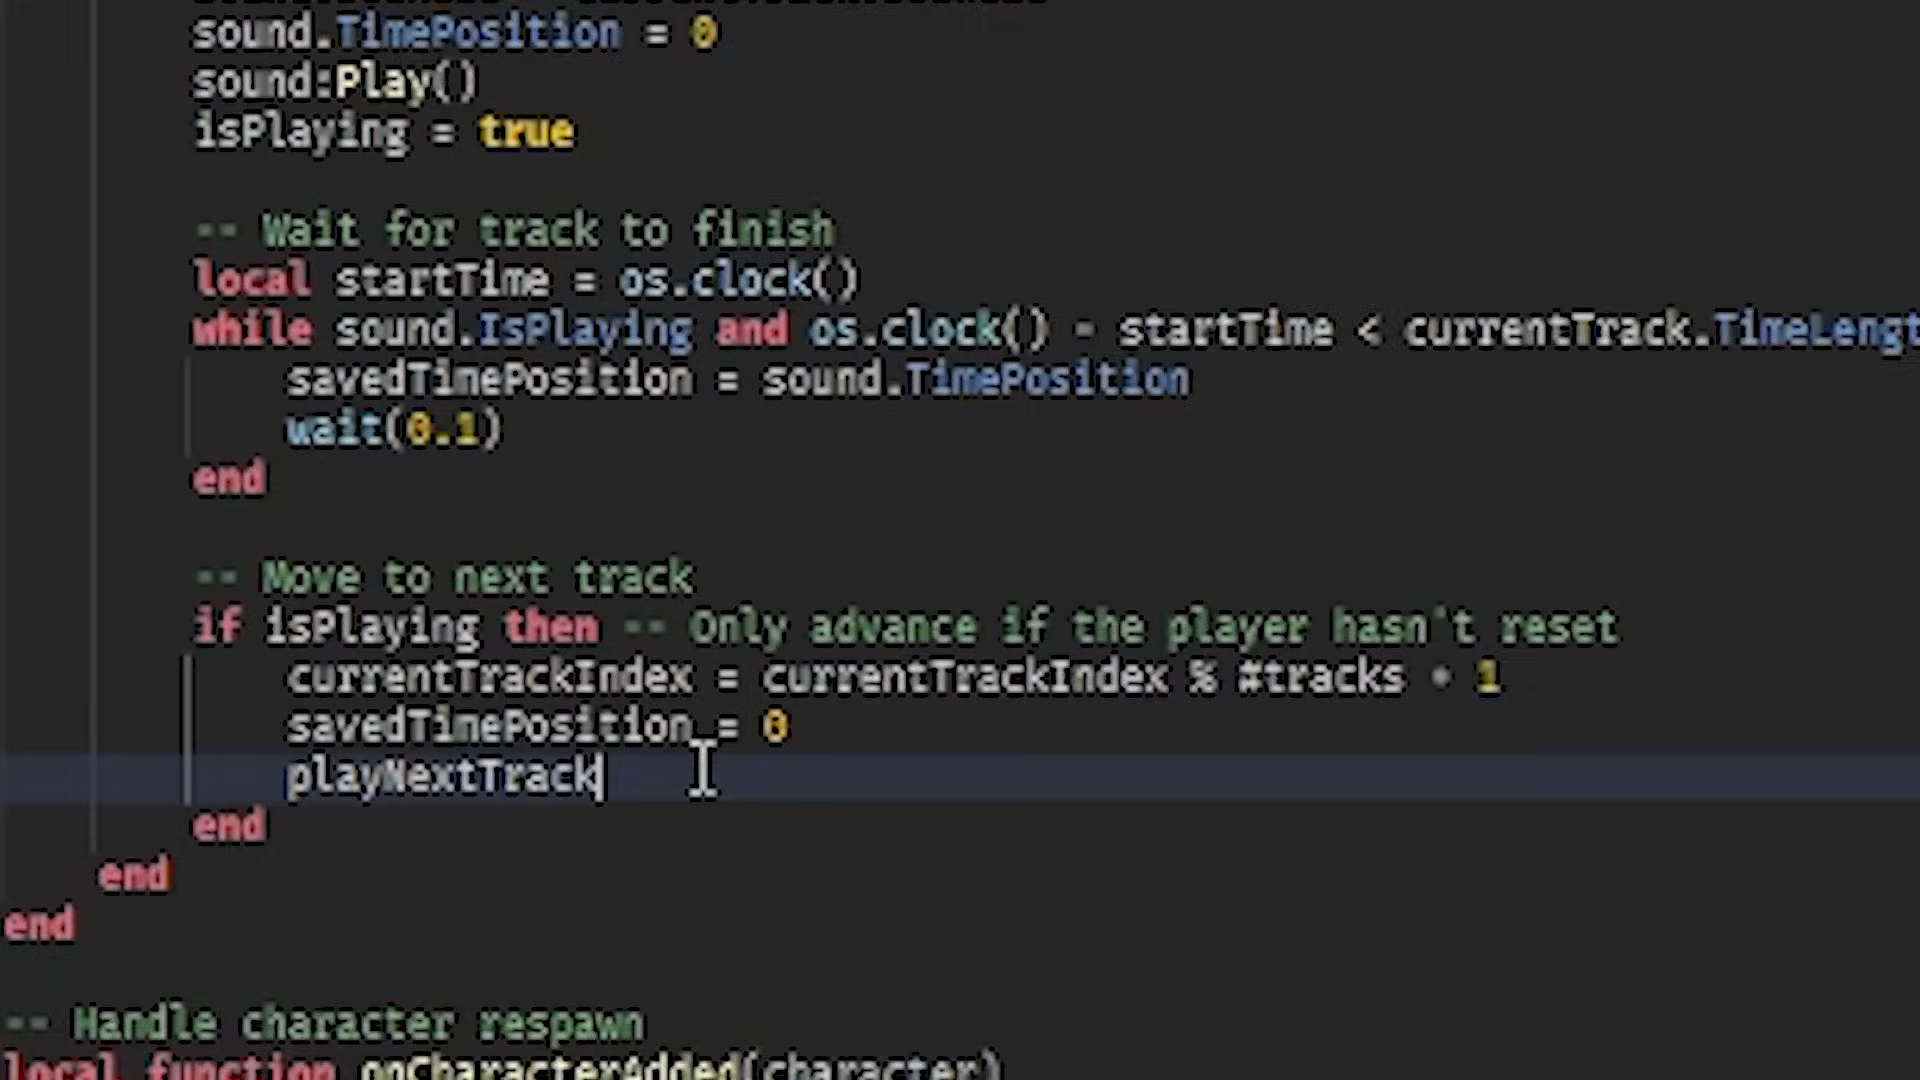 sound.TimePosition = 0
sound:Play()
isPlaying = true
-- Wait for track to finish
local startTime = os.clock()
while sound.IsPlaying and os.clock() - startTime < currentTrack.TimeLengt
savedTimePosition = sound.TimePosition
wait(0.1)
end
-- Move to next track
if isPlaying then -- Only advance if the player hasn't reset
currentTrackIndex = currentTrackIndex % #tracks + 1
savedTimePosition = 0
playNextTrack
end
end
end
-- Handle character respawn
local function onCharacterAdded(character)